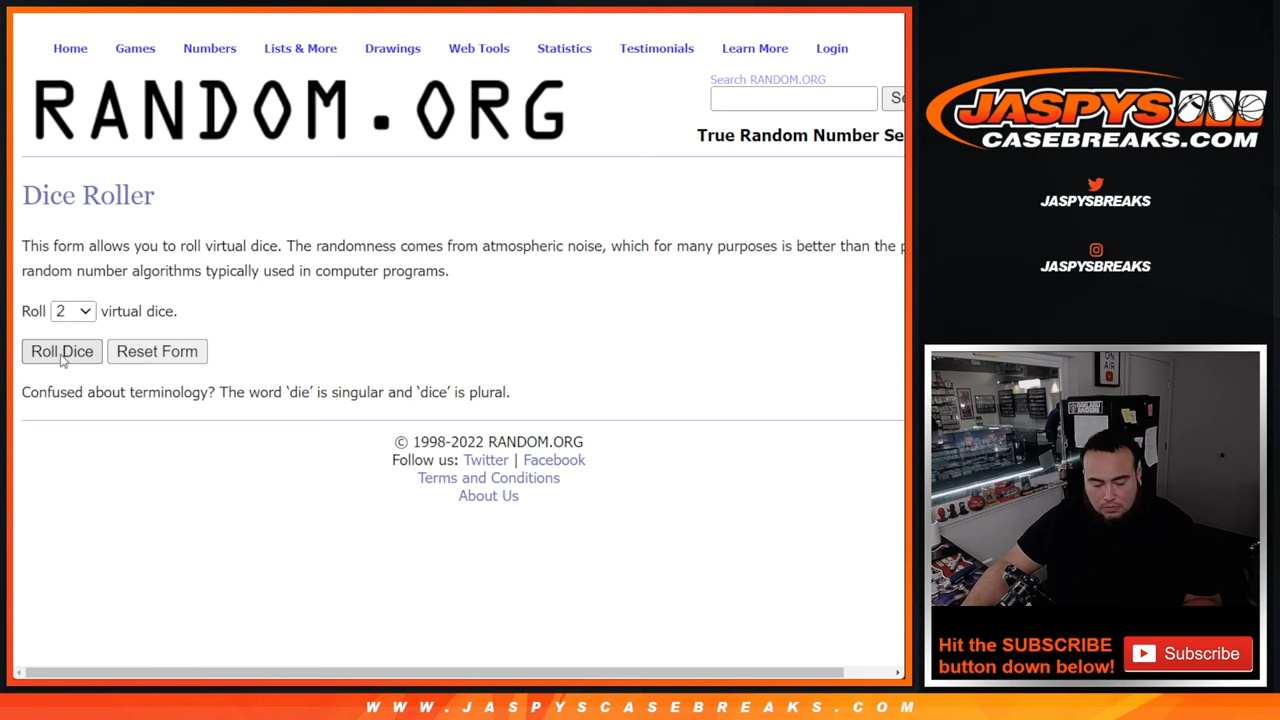 Home Games Numbers Lists & More Drawings Web Tools Statistics Testimonials Learn More Login
RANDOM.ORG
Search RANDOM.ORG
Se
True Random Number Se
Dice Roller
This form allows you to roll virtual dice. The randomness comes from atmospheric noise, which for many purposes is better than the p
random number algorithms typically used in computer programs.
Roll 2 virtual dice.
Roll Dice Reset Form
Confused about terminology? The word ‘die’ is singular and ‘dice’ is plural.
© 1998-2022 RANDOM.ORG
Follow us: Twitter | Facebook
Terms and Conditions
About Us
JASPYS
CASEBREAKS.COM
JASPYSBREAKS
JASPYSBREAKS
ON AIR
Hit the SUBSCRIBE
button down below!
Subscribe
WWW.JASPYSCASEBREAKS.COM